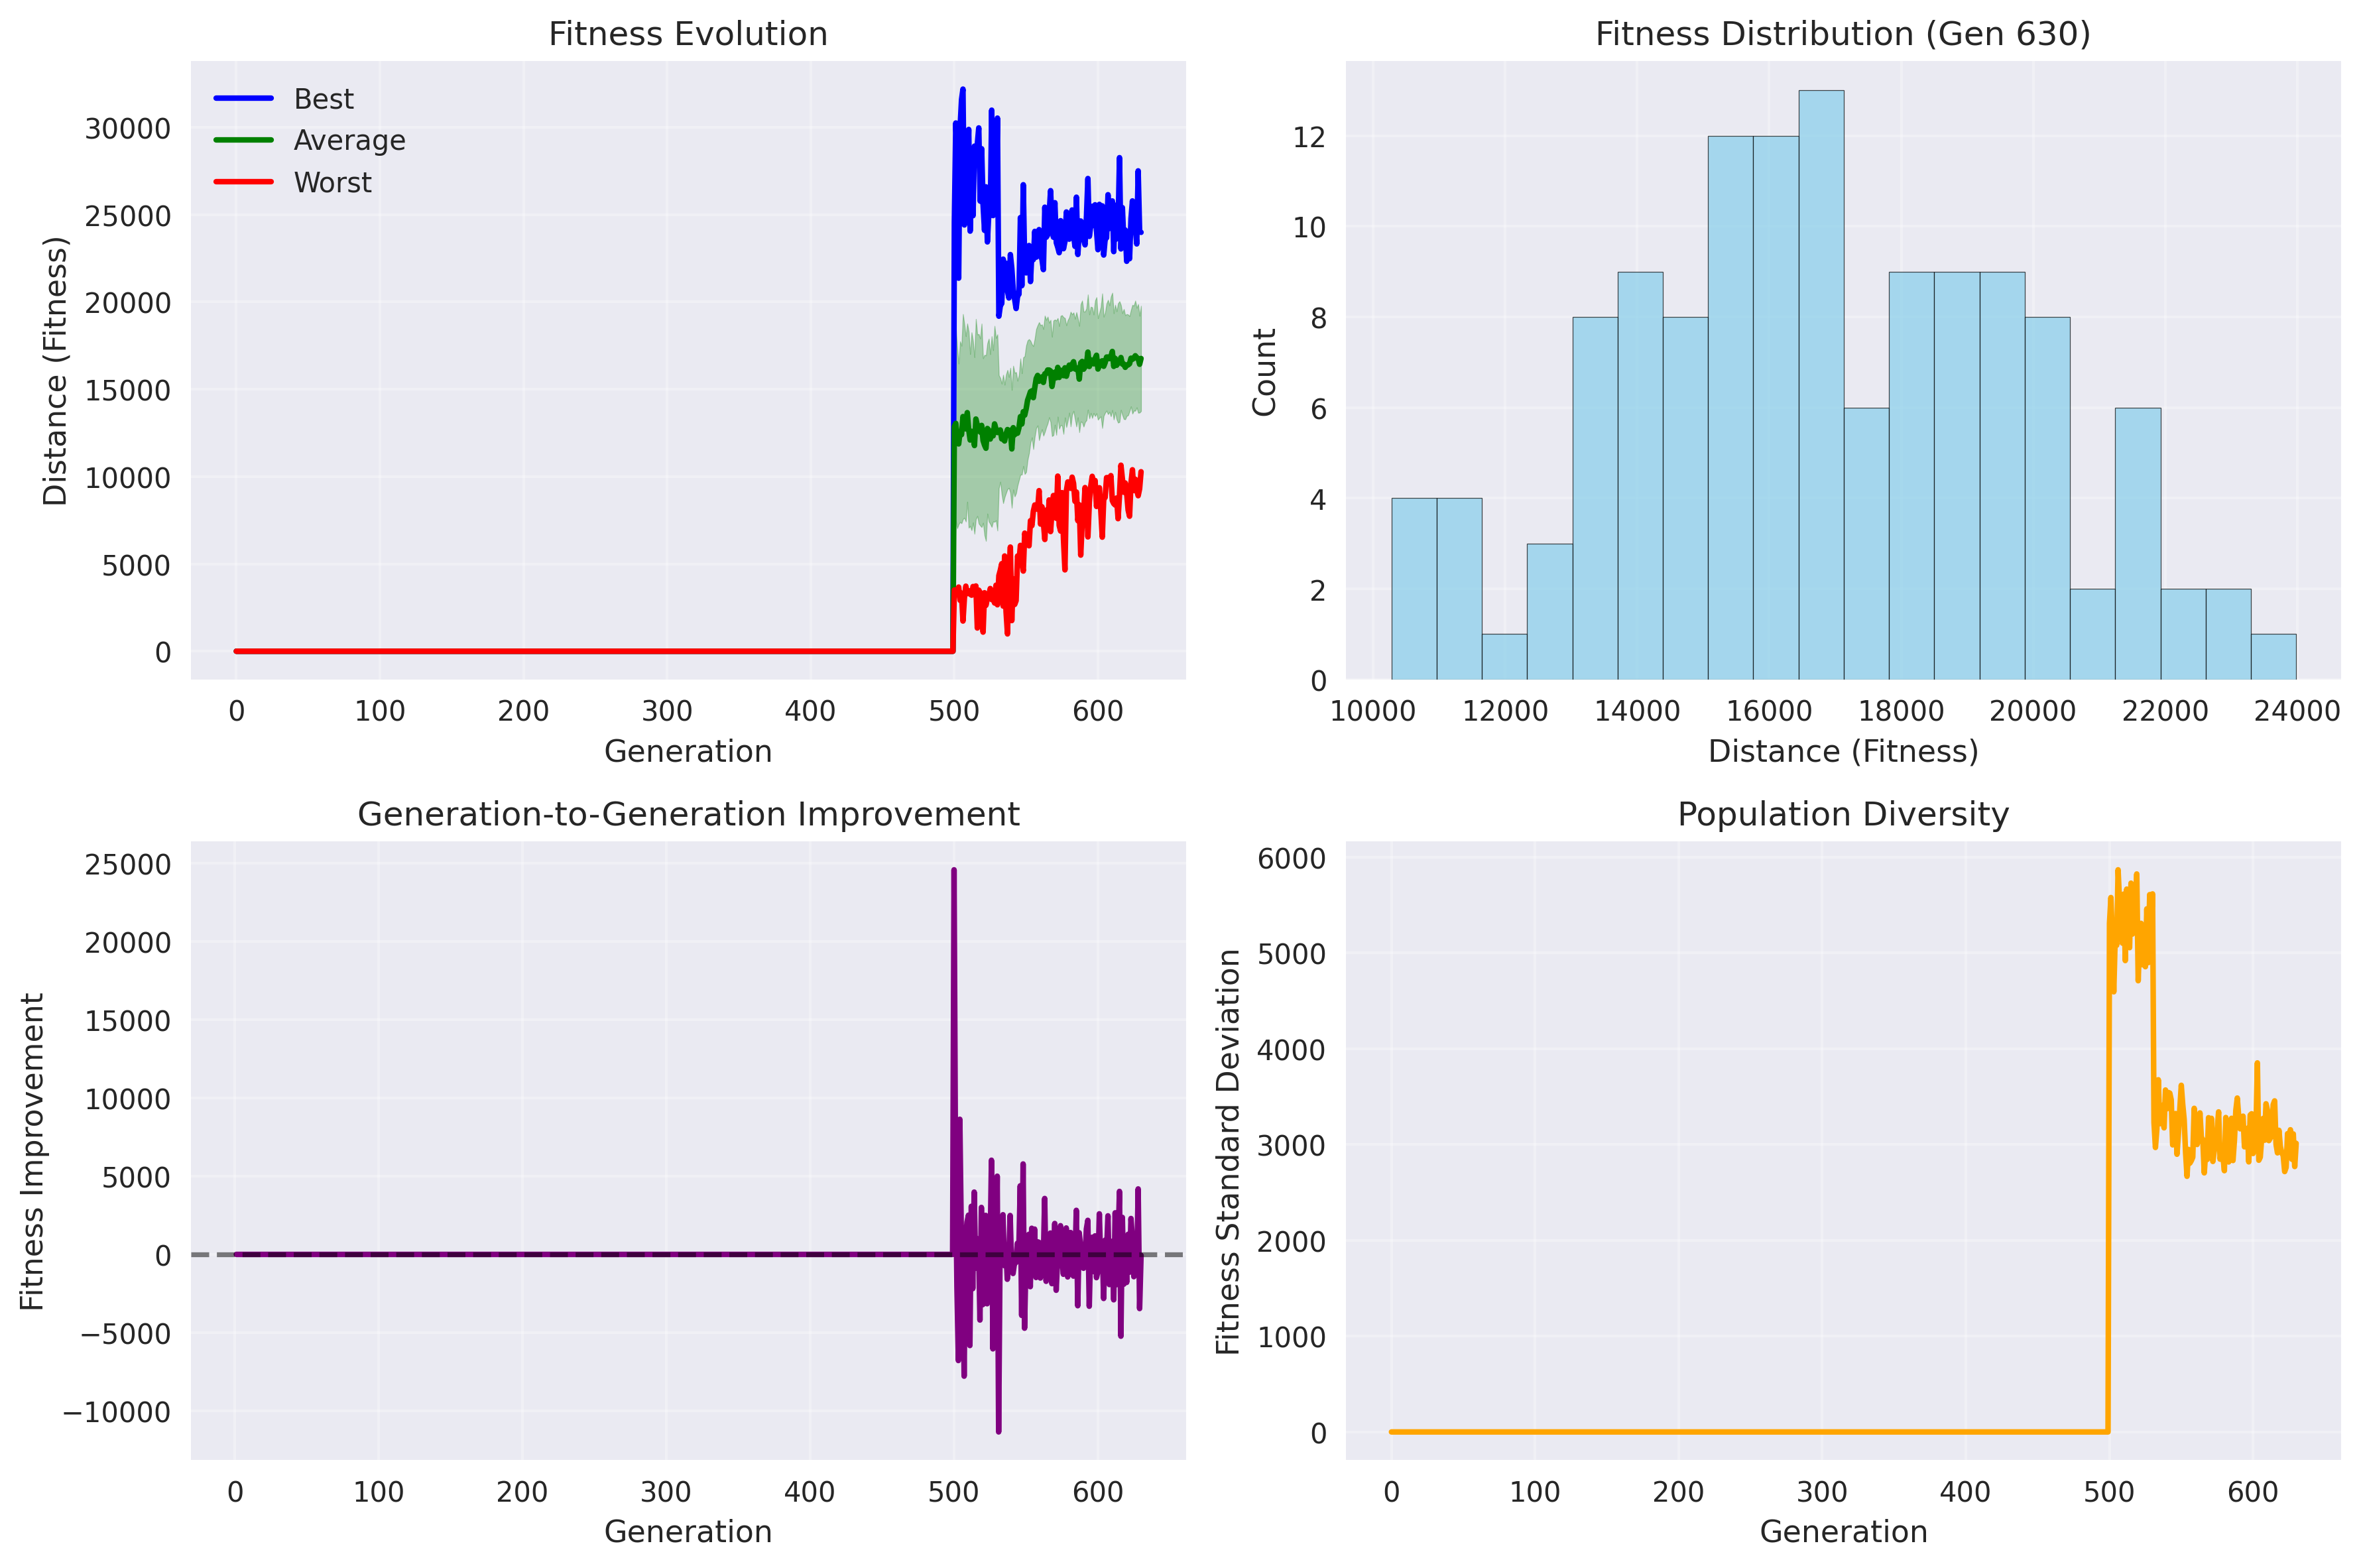 Fitness Evolution
Best
Average
Worst
30000
25000
20000
15000
10000
5000
0
Distance (Fitness)
0 100 200 300 400 500 600
Generation
Fitness Distribution (Gen 630)
12
10
8
6
4
2
0
Count
10000 12000 14000 16000 18000 20000 22000 24000
Distance (Fitness)
Generation-to-Generation Improvement
25000
20000
15000
10000
5000
0
−5000
−10000
Fitness Improvement
0 100 200 300 400 500 600
Generation
Population Diversity
6000
5000
4000
3000
2000
1000
0
Fitness Standard Deviation
0 100 200 300 400 500 600
Generation